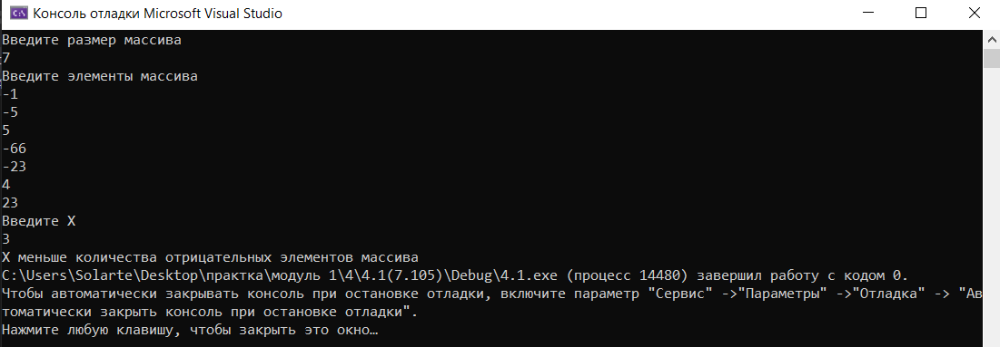 Консоль отладки Microsoft Visual Studio
Введите размер массива
7
Введите элементы массива
-1
-5
5
-66
-23
4
23
Введите X
3
X меньше количества отрицательных элементов массива
C:\Users\Solarte\Desktop\практка\модуль 1\4\4.1(7.105)\Debug\4.1.exe (процесс 14480) завершил работу с кодом 0.
Чтобы автоматически закрывать консоль при остановке отладки, включите параметр "Сервис" ->"Параметры" ->"Отладка" -> "Ав
томатически закрыть консоль при остановке отладки".
Нажмите любую клавишу, чтобы закрыть это окно…